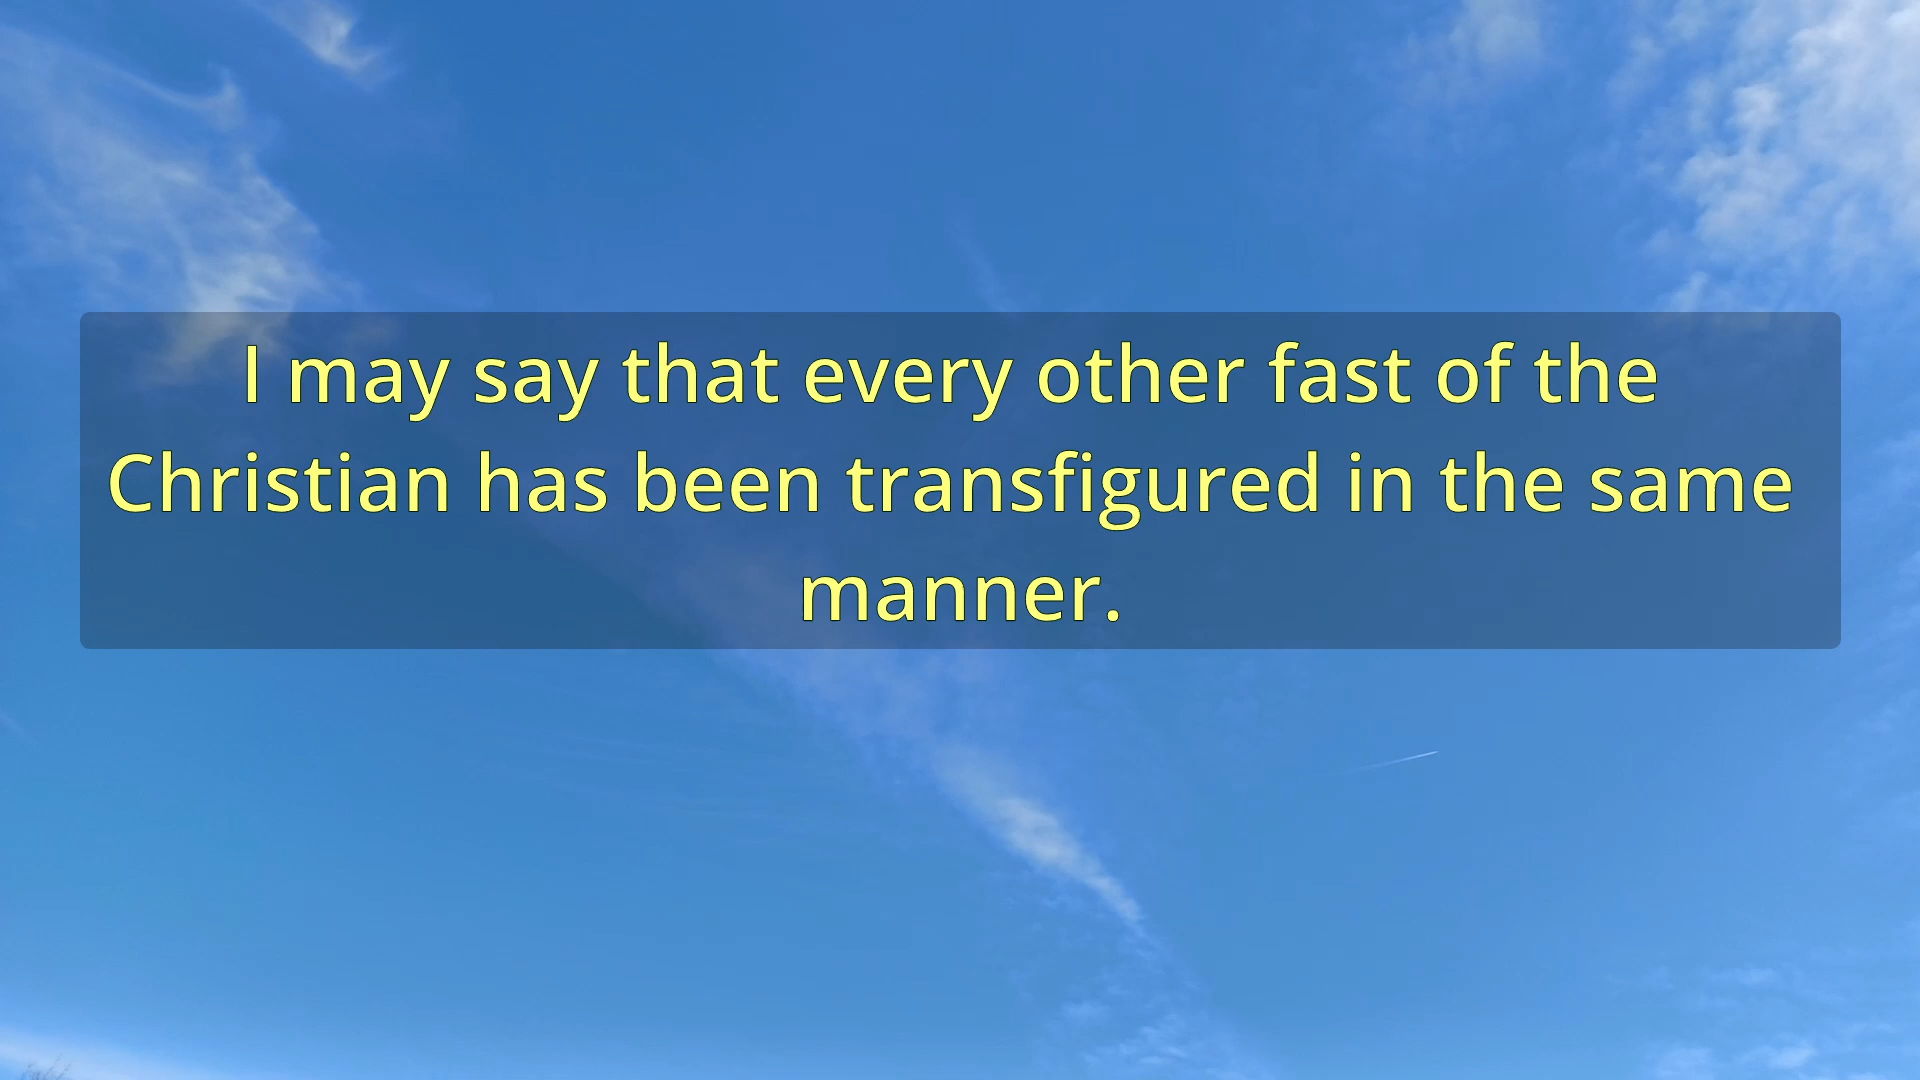 I may say that every other fast of the
Christian has been transfigured in the same
manner.